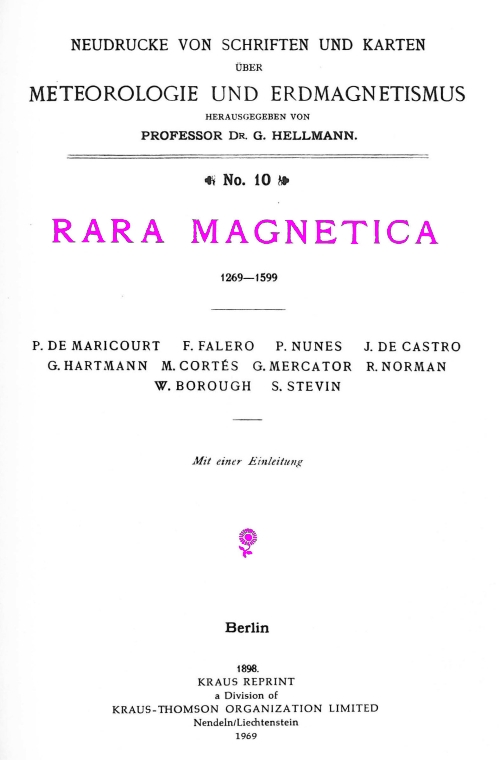 NEUDRUCKE VON SCHRIFTEN UND KARTEN
ÜBER
METEOROLOGIE UND ERDMAGNETISMUS
HERAUSGEGEBEN VON
PROFESSOR DR. G. HELLMANN.
No. 10
RARA MAGNETICA
1269—1599
P. DE MARICOURT F. FALERO P. NUNES J. DE CASTRO
G. HARTMANN M. CORTÉS G. MERCATOR R. NORMAN
W. BOROUGH S. STEVIN
Mit einer Einleitung
Berlin
1898.
KRAUS REPRINT
a Division of
KRAUS-THOMSON ORGANIZATION LIMITED
Nendeln/Liechtenstein
1969